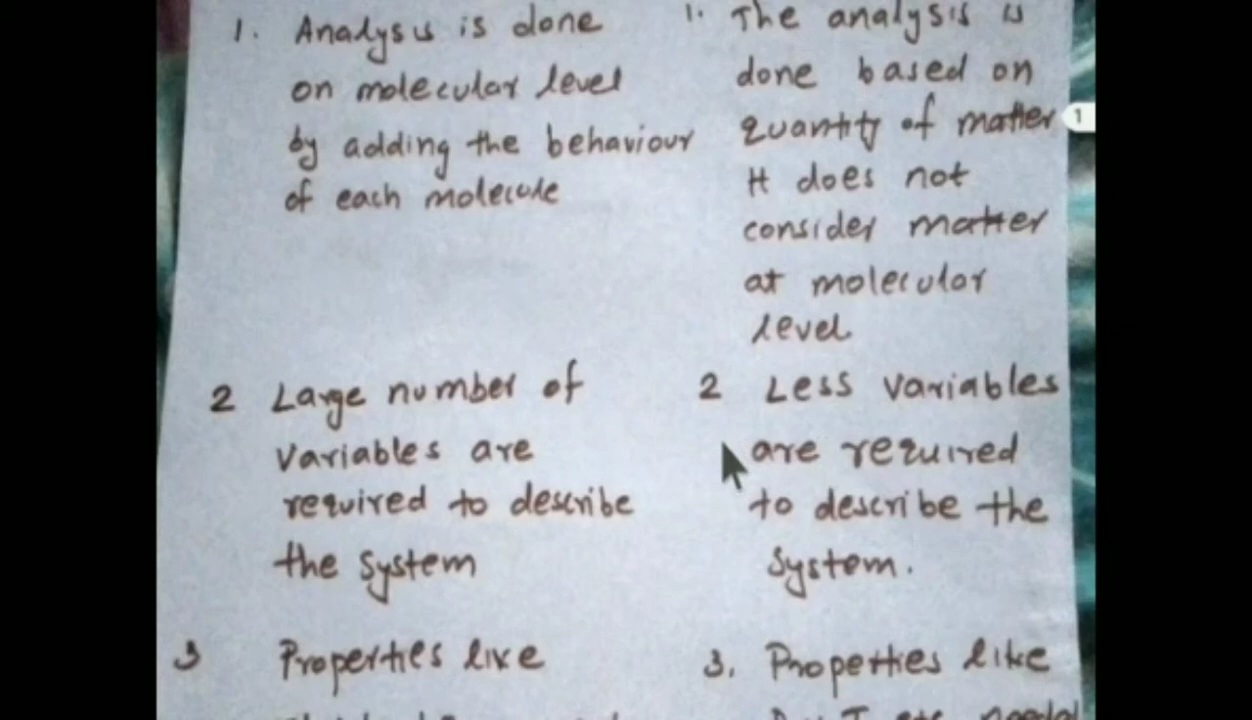 1. Analysis is done
on molecular level
by adding the behaviour
of each molecule
2 Large number of
variables are
required to describe
the system
3 Properties like
1. The analysis is
done based on
quantity of matter
It does not
consider matter
at molecular
level.
2 Less variables
are required
to describe the
system.
3. Properties like
1